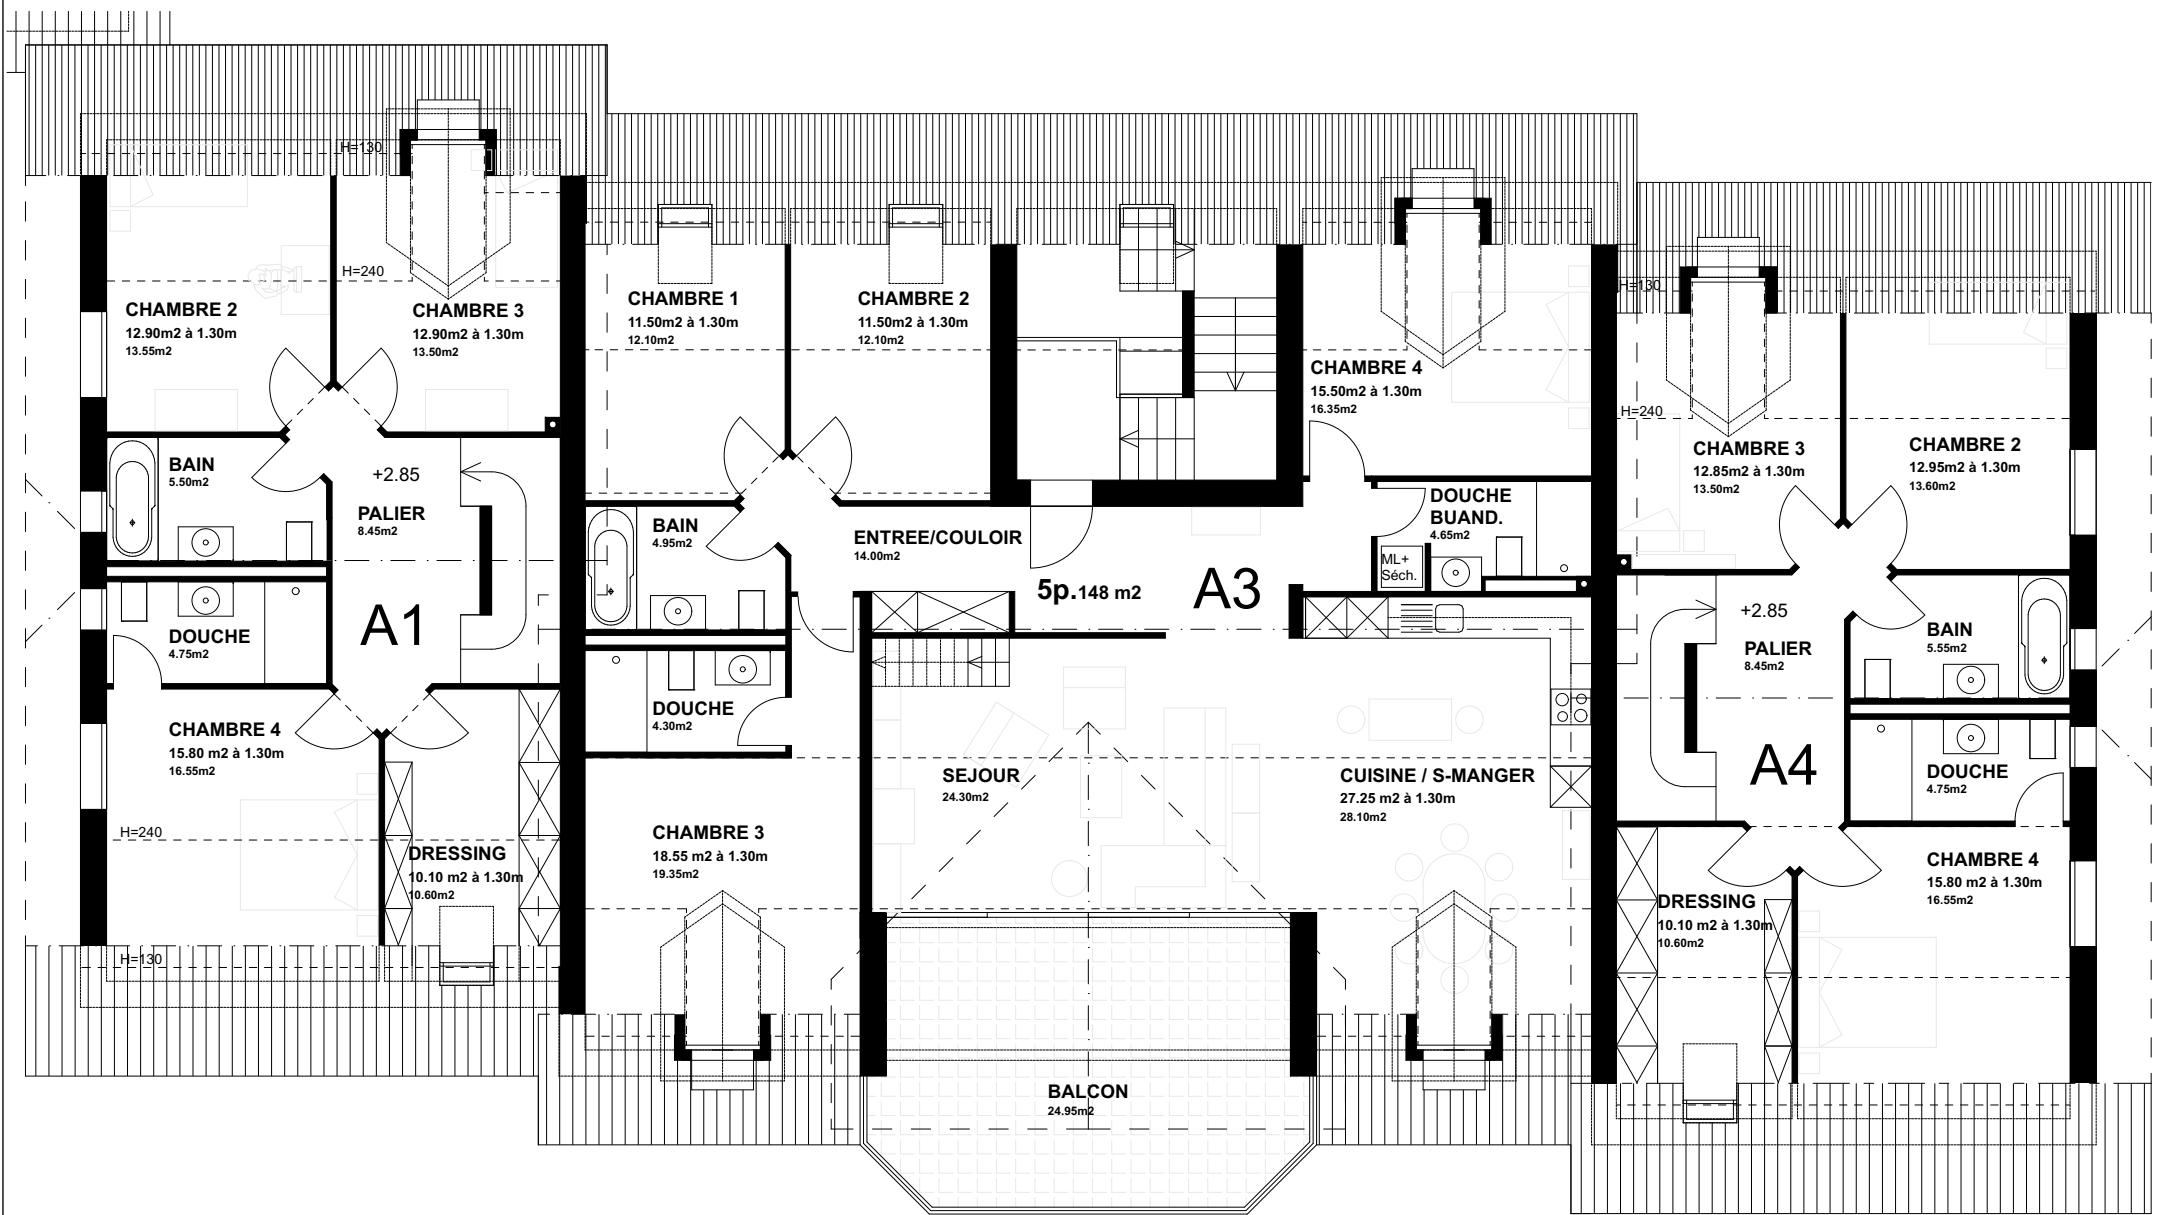 H=130
H=240
CHAMBRE 2
12.90m2 à 1.30m
13.55m2
CHAMBRE 3
12.90m2 à 1.30m
13.50m2
BAIN
5.50m2
+2.85
PALIER
8.45m2
DOUCHE
4.75m2
A1
CHAMBRE 4
15.80 m2 à 1.30m
16.55m2
H=240
DRESSING
10.10 m2 à 1.30m
10.60m2
H=130
CHAMBRE 1
11.50m2 à 1.30m
12.10m2
CHAMBRE 2
11.50m2 à 1.30m
12.10m2
CHAMBRE 4
15.50m2 à 1.30m
16.35m2
BAIN
4.95m2
ENTREE/COULOIR
14.00m2
DOUCHE
BUAND.
4.65m2
ML+
Séch.
5p.148 m2
A3
DOUCHE
4.30m2
SEJOUR
24.30m2
CUISINE / S-MANGER
27.25 m2 à 1.30m
28.10m2
CHAMBRE 3
18.55 m2 à 1.30m
19.35m2
BALCON
24.95m2
H=130
H=240
CHAMBRE 3
12.85m2 à 1.30m
13.50m2
CHAMBRE 2
12.95m2 à 1.30m
13.60m2
+2.85
PALIER
8.45m2
BAIN
5.55m2
A4
DOUCHE
4.75m2
DRESSING
10.10 m2 à 1.30m
10.60m2
CHAMBRE 4
15.80 m2 à 1.30m
16.55m2